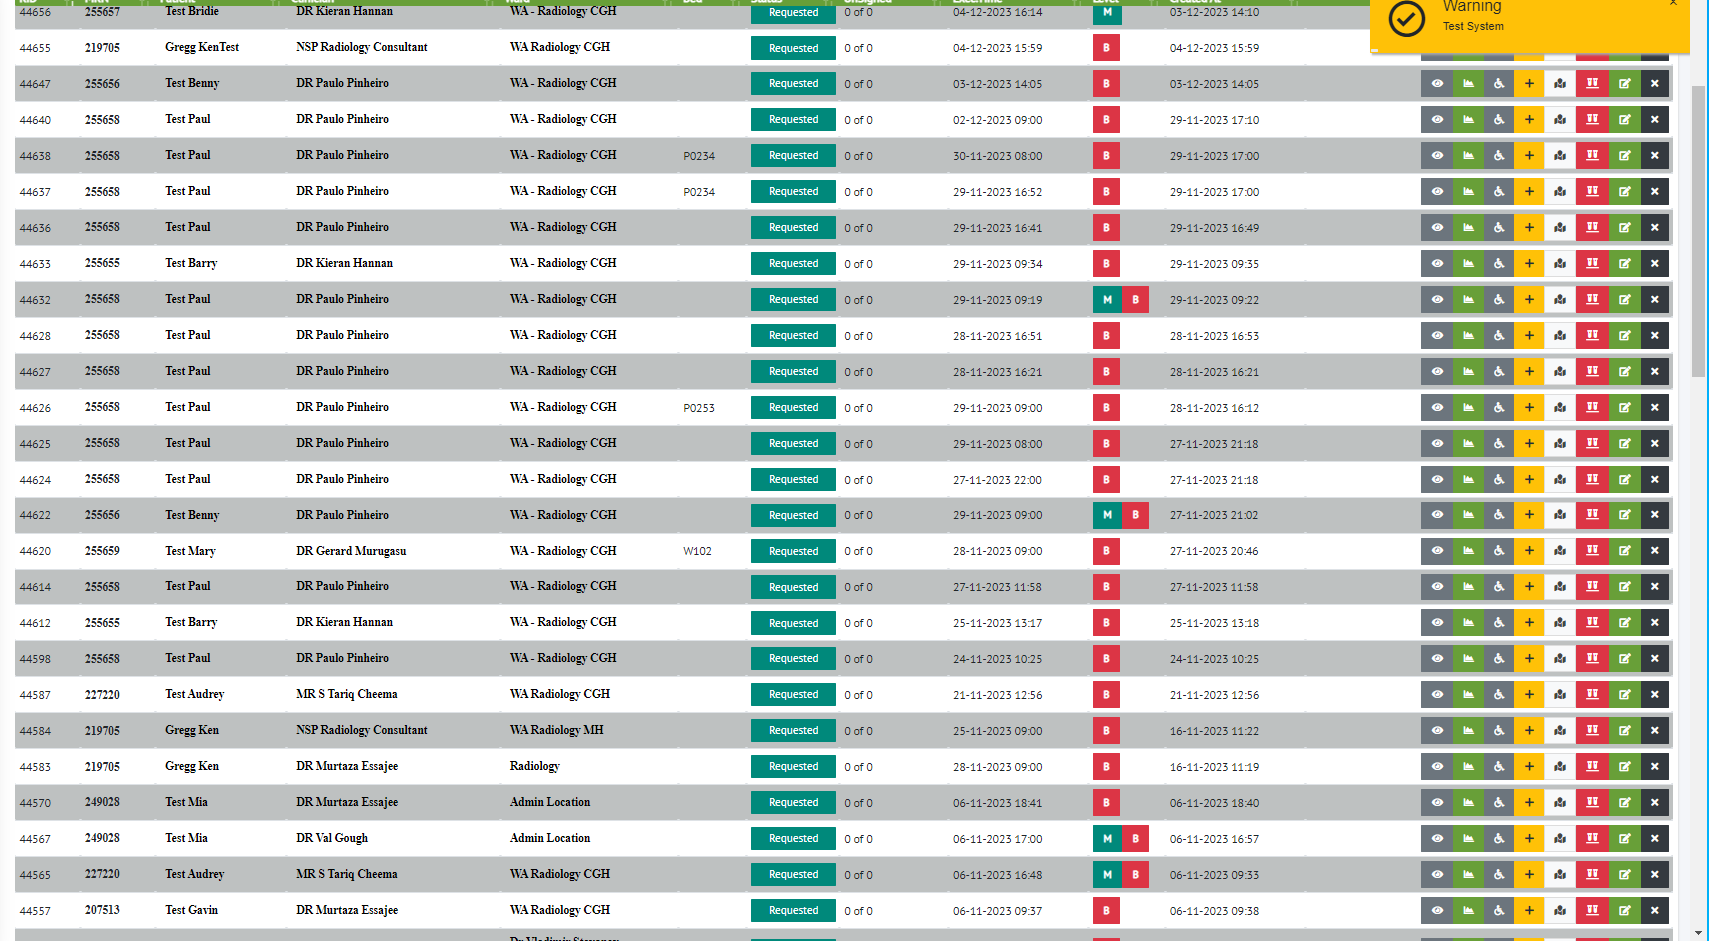 Warning
Test System
44656 255657 Test Bridie DR Kieran Hannan WA - Radiology CGH Requested 0 of 0 04-12-2023 16:14 M 03-12-2023 14:10
44655 219705 Gregg KenTest NSP Radiology Consultant WA Radiology CGH Requested 0 of 0 04-12-2023 15:59 B 04-12-2023 15:59
44647 255656 Test Benny DR Paulo Pinheiro WA - Radiology CGH Requested 0 of 0 03-12-2023 14:05 B 03-12-2023 14:05
44640 255658 Test Paul DR Paulo Pinheiro WA - Radiology CGH Requested 0 of 0 02-12-2023 09:00 B 29-11-2023 17:10
44638 255658 Test Paul DR Paulo Pinheiro WA - Radiology CGH P0234 Requested 0 of 0 30-11-2023 08:00 B 29-11-2023 17:00
44637 255658 Test Paul DR Paulo Pinheiro WA - Radiology CGH P0234 Requested 0 of 0 29-11-2023 16:52 B 29-11-2023 17:00
44636 255658 Test Paul DR Paulo Pinheiro WA - Radiology CGH Requested 0 of 0 29-11-2023 16:41 B 29-11-2023 16:49
44633 255655 Test Barry DR Kieran Hannan WA - Radiology CGH Requested 0 of 0 29-11-2023 09:34 B 29-11-2023 09:35
44632 255658 Test Paul DR Paulo Pinheiro WA - Radiology CGH Requested 0 of 0 29-11-2023 09:19 M B 29-11-2023 09:22
44628 255658 Test Paul DR Paulo Pinheiro WA - Radiology CGH Requested 0 of 0 28-11-2023 16:51 B 28-11-2023 16:53
44627 255658 Test Paul DR Paulo Pinheiro WA - Radiology CGH Requested 0 of 0 28-11-2023 16:21 B 28-11-2023 16:21
44626 255658 Test Paul DR Paulo Pinheiro WA - Radiology CGH P0253 Requested 0 of 0 29-11-2023 09:00 B 28-11-2023 16:12
44625 255658 Test Paul DR Paulo Pinheiro WA - Radiology CGH Requested 0 of 0 29-11-2023 08:00 B 27-11-2023 21:18
44624 255658 Test Paul DR Paulo Pinheiro WA - Radiology CGH Requested 0 of 0 27-11-2023 22:00 B 27-11-2023 21:18
44622 255656 Test Benny DR Paulo Pinheiro WA - Radiology CGH Requested 0 of 0 29-11-2023 09:00 M B 27-11-2023 21:02
44620 255659 Test Mary DR Gerard Murugasu WA - Radiology CGH W102 Requested 0 of 0 28-11-2023 09:00 B 27-11-2023 20:46
44614 255658 Test Paul DR Paulo Pinheiro WA - Radiology CGH Requested 0 of 0 27-11-2023 11:58 B 27-11-2023 11:58
44612 255655 Test Barry DR Kieran Hannan WA - Radiology CGH Requested 0 of 0 25-11-2023 13:17 B 25-11-2023 13:18
44598 255658 Test Paul DR Paulo Pinheiro WA - Radiology CGH Requested 0 of 0 24-11-2023 10:25 B 24-11-2023 10:25
44587 227220 Test Audrey MR S Tariq Cheema WA Radiology CGH Requested 0 of 0 21-11-2023 12:56 B 21-11-2023 12:56
44584 219705 Gregg Ken NSP Radiology Consultant WA Radiology MH Requested 0 of 0 25-11-2023 09:00 B 16-11-2023 11:22
44583 219705 Gregg Ken DR Murtaza Essajee Radiology Requested 0 of 0 28-11-2023 09:00 B 16-11-2023 11:19
44570 249028 Test Mia DR Murtaza Essajee Admin Location Requested 0 of 0 06-11-2023 18:41 B 06-11-2023 18:40
44567 249028 Test Mia DR Val Gough Admin Location Requested 0 of 0 06-11-2023 17:00 M B 06-11-2023 16:57
44565 227220 Test Audrey MR S Tariq Cheema WA Radiology CGH Requested 0 of 0 06-11-2023 16:48 M B 06-11-2023 09:33
44557 207513 Test Gavin DR Murtaza Essajee WA Radiology CGH Requested 0 of 0 06-11-2023 09:37 B 06-11-2023 09:38